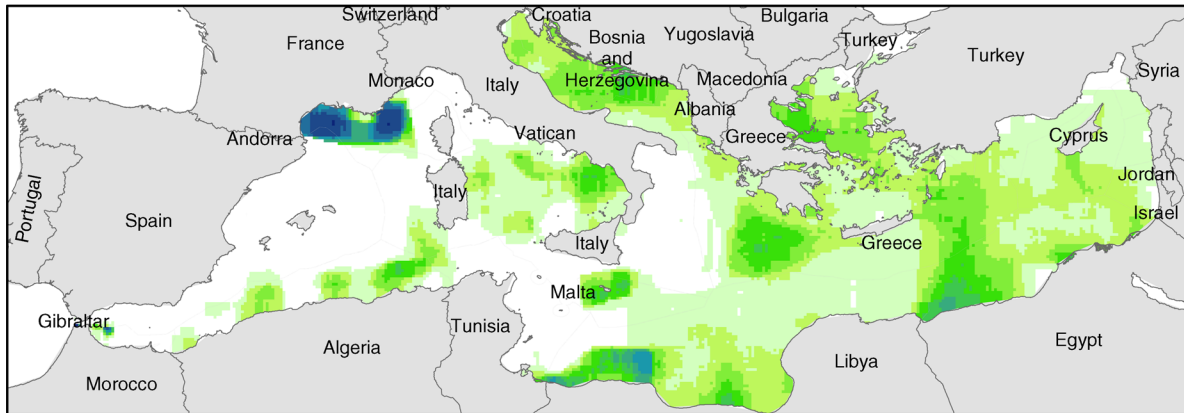 Switzerland
Croatia
Bulgaria
France
Bosnia
and
Herzegovina
Yugoslavia
Turkey
Turkey
Monaco
Italy
Macedonia
Syria
Albania
Andorra
Vatican
Greece
Cyprus
Portugal
Spain
Italy
Jordan
Israel
Italy
Greece
Malta
Gibraltar
Tunisia
Algeria
Egypt
Libya
Morocco